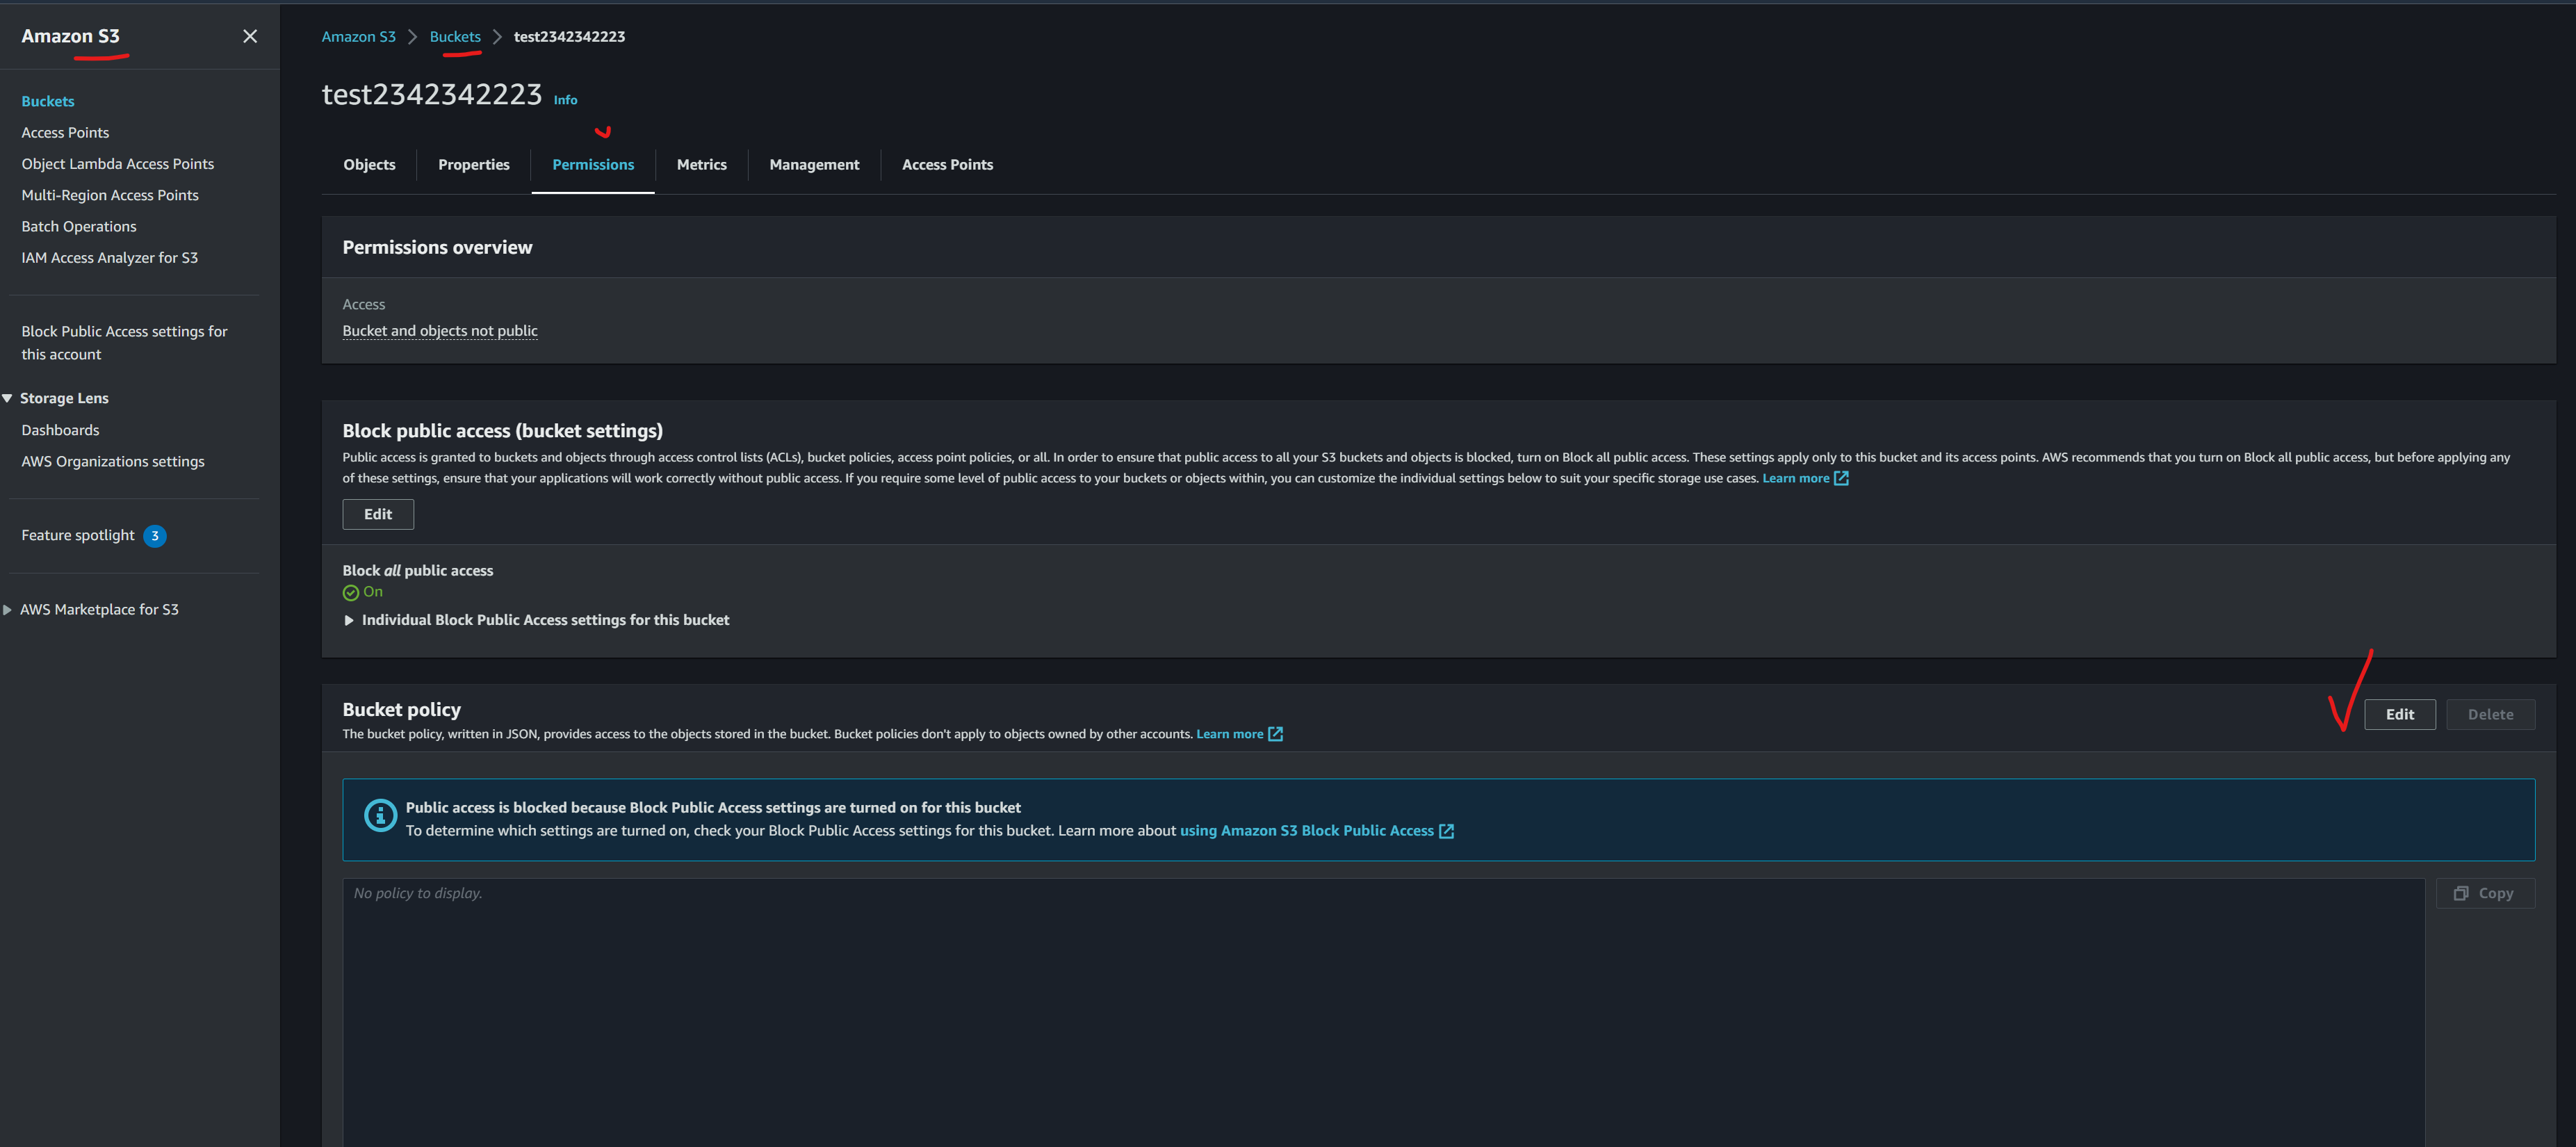 Amazon S3
Buckets
Access Points
Object Lambda Access Points
Multi-Region Access Points
Batch Operations
IAM Access Analyzer for S3
Block Public Access settings for
this account
Storage Lens
Dashboards
AWS Organizations settings
Feature spotlight 3
AWS Marketplace for S3
Amazon S3 > Buckets > test2342342223
test2342342223 Info
Objects Properties Permissions Metrics Management Access Points
Permissions overview
Access
Bucket and objects not public
Block public access (bucket settings)
Public access is granted to buckets and objects through access control lists (ACLs), bucket policies, access point policies, or all. In order to ensure that public access to all your S3 buckets and objects is blocked, turn on Block all public access. These settings apply only to this bucket and its access points. AWS recommends that you turn on Block all public access, but before applying any
of these settings, ensure that your applications will work correctly without public access. If you require some level of public access to your buckets or objects within, you can customize the individual settings below to suit your specific storage use cases. Learn more
Edit
Block all public access
On
Individual Block Public Access settings for this bucket
Bucket policy
Edit Delete
The bucket policy, written in JSON, provides access to the objects stored in the bucket. Bucket policies don't apply to objects owned by other accounts. Learn more
Public access is blocked because Block Public Access settings are turned on for this bucket
To determine which settings are turned on, check your Block Public Access settings for this bucket. Learn more about using Amazon S3 Block Public Access
No policy to display.
Copy